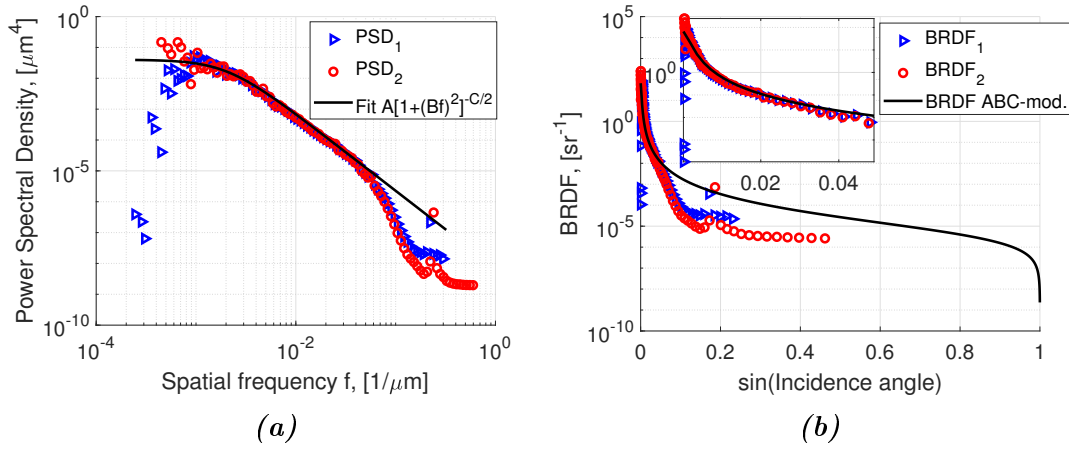 10^0
10^-5
10^-10
10^-4
10^-2
10^0
Power Spectral Density, [μm^4]
Spatial frequency f, [1/μm]
PSD_1
PSD_2
Fit A[1+(Bf)^2]^-C/2
(a)
10^5
10^0
10^-5
10^-10
0
0.2
0.4
0.6
0.8
1
BRDF, [sr^-1]
sin(Incidence angle)
10^0
0.02
0.04
BRDF_1
BRDF_2
BRDF ABC-mod.
(b)